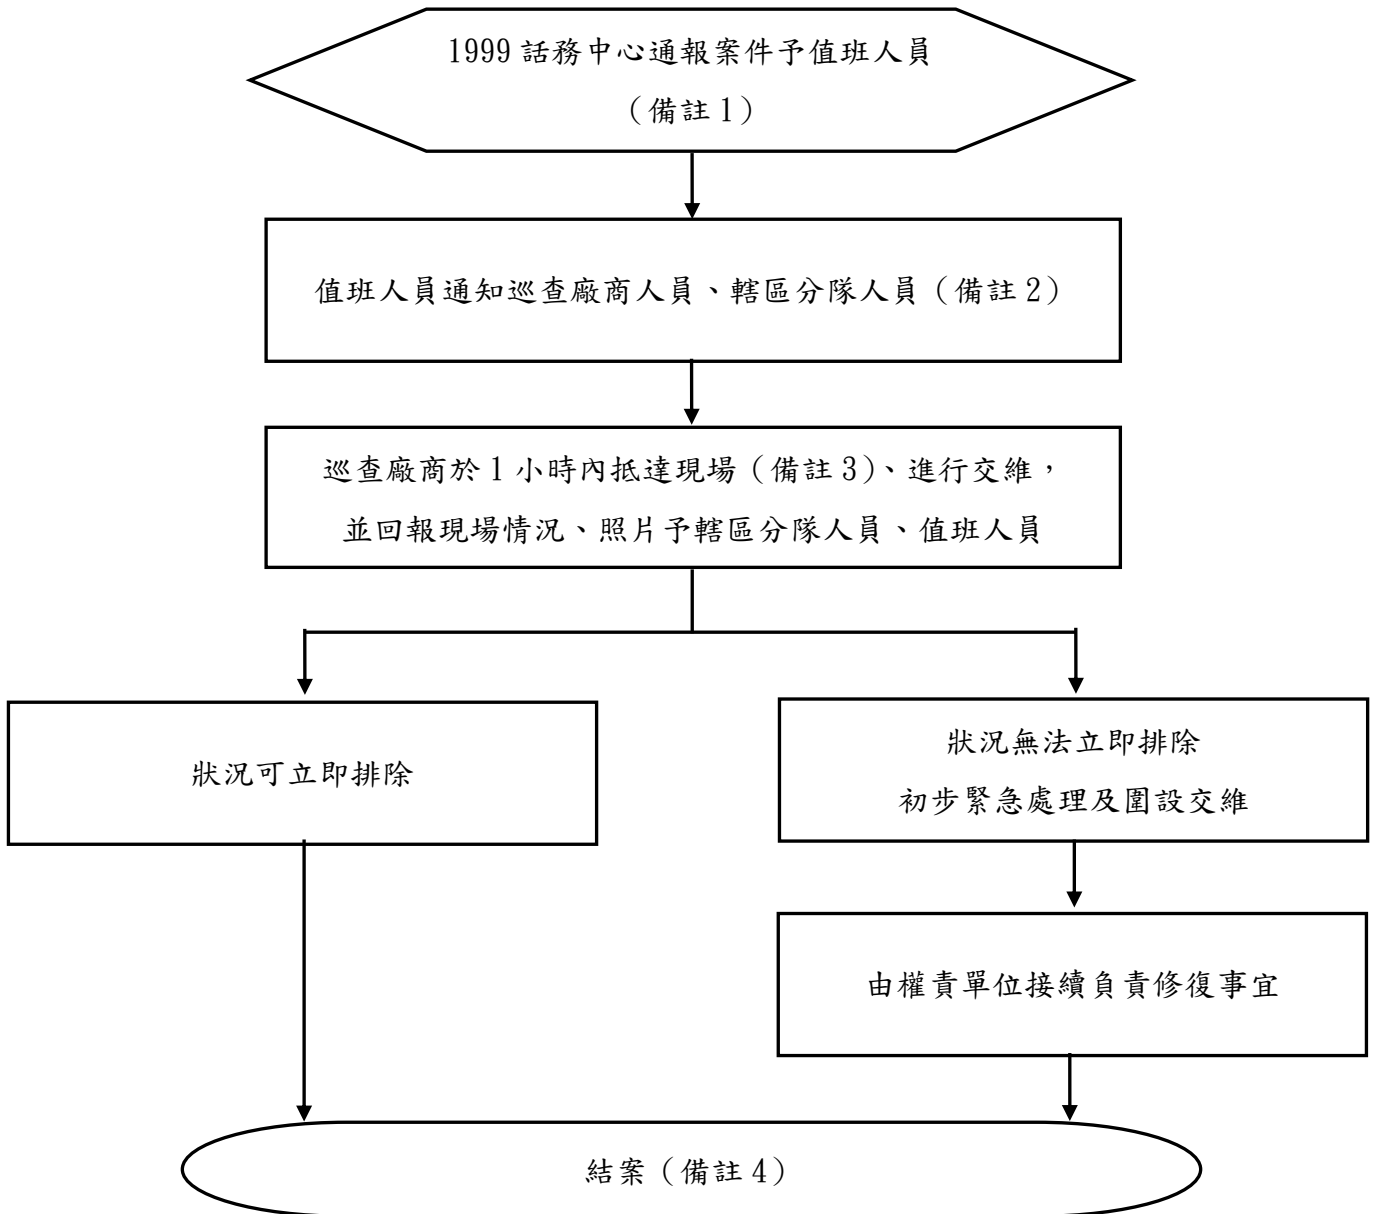 1999 話務中心通報案件予值班人員
（備註 1）
值班人員通知巡查廠商人員、轄區分隊人員（備註 2）
巡查廠商於 1 小時內抵達現場（備註 3）、進行交維，
並回報現場情況、照片予轄區分隊人員、值班人員
狀況可立即排除
狀況無法立即排除
初步緊急處理及圍設交維
由權責單位接續負責修復事宜
結案（備註 4）